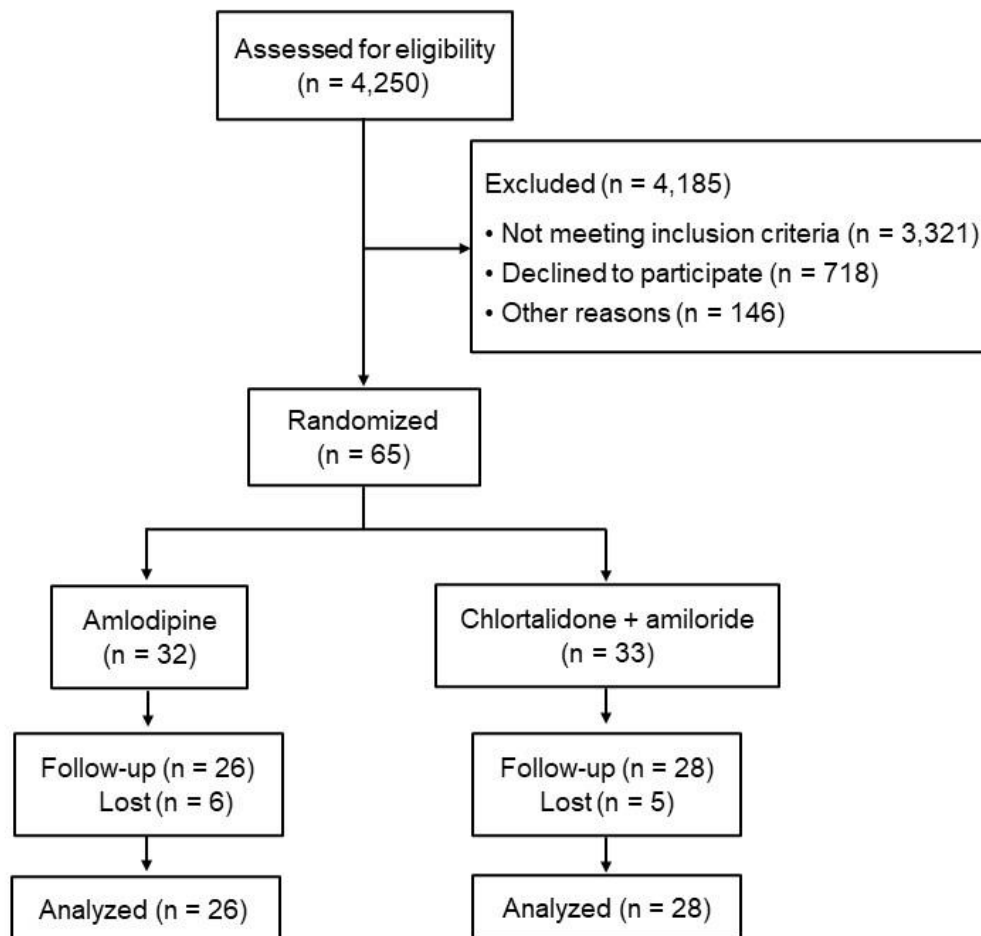 Assessed for eligibility
(n = 4,250)
Excluded (n = 4,185)
• Not meeting inclusion criteria (n = 3,321)
• Declined to participate (n = 718)
• Other reasons (n = 146)
Randomized
(n = 65)
Amlodipine
(n = 32)
Chlortalidone + amiloride
(n = 33)
Follow-up (n = 26)
Lost (n = 6)
Follow-up (n = 28)
Lost (n = 5)
Analyzed (n = 26)
Analyzed (n = 28)